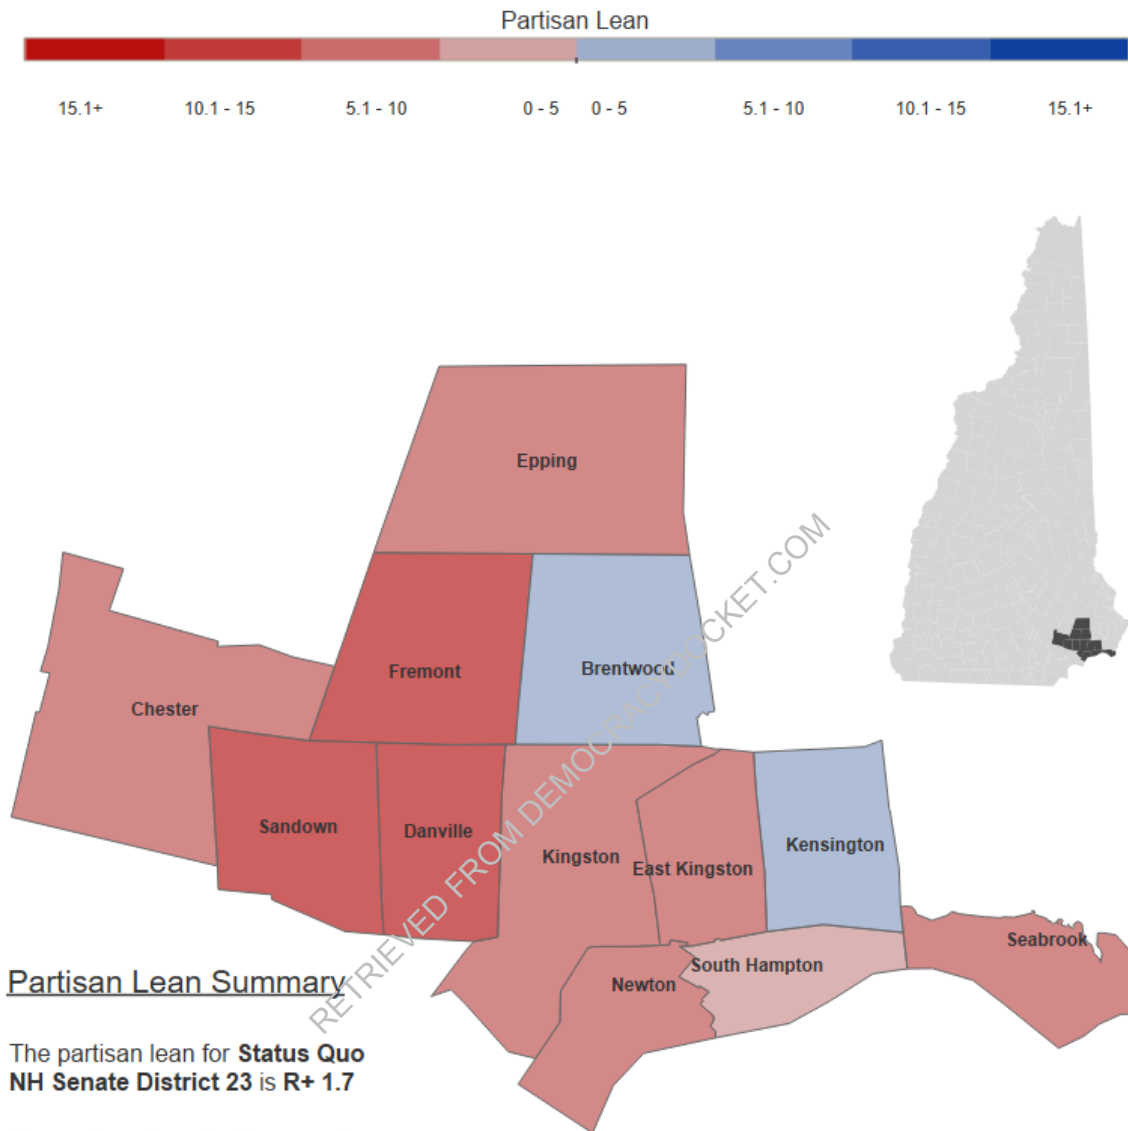 Partisan Lean
15.1+ 10.1 - 15 5.1 - 10 0 - 5 0 - 5 5.1 - 10 10.1 - 15 15.1+
Epping
Fremont
Brentwood
Chester
Sandown
Danville
Kingston
East Kingston
Kensington
Seabrook
South Hampton
Newton
RETRIEVED FROM DEMOCRACYDOCKET.COM
Partisan Lean Summary
The partisan lean for Status Quo
NH Senate District 23 is R+ 1.7